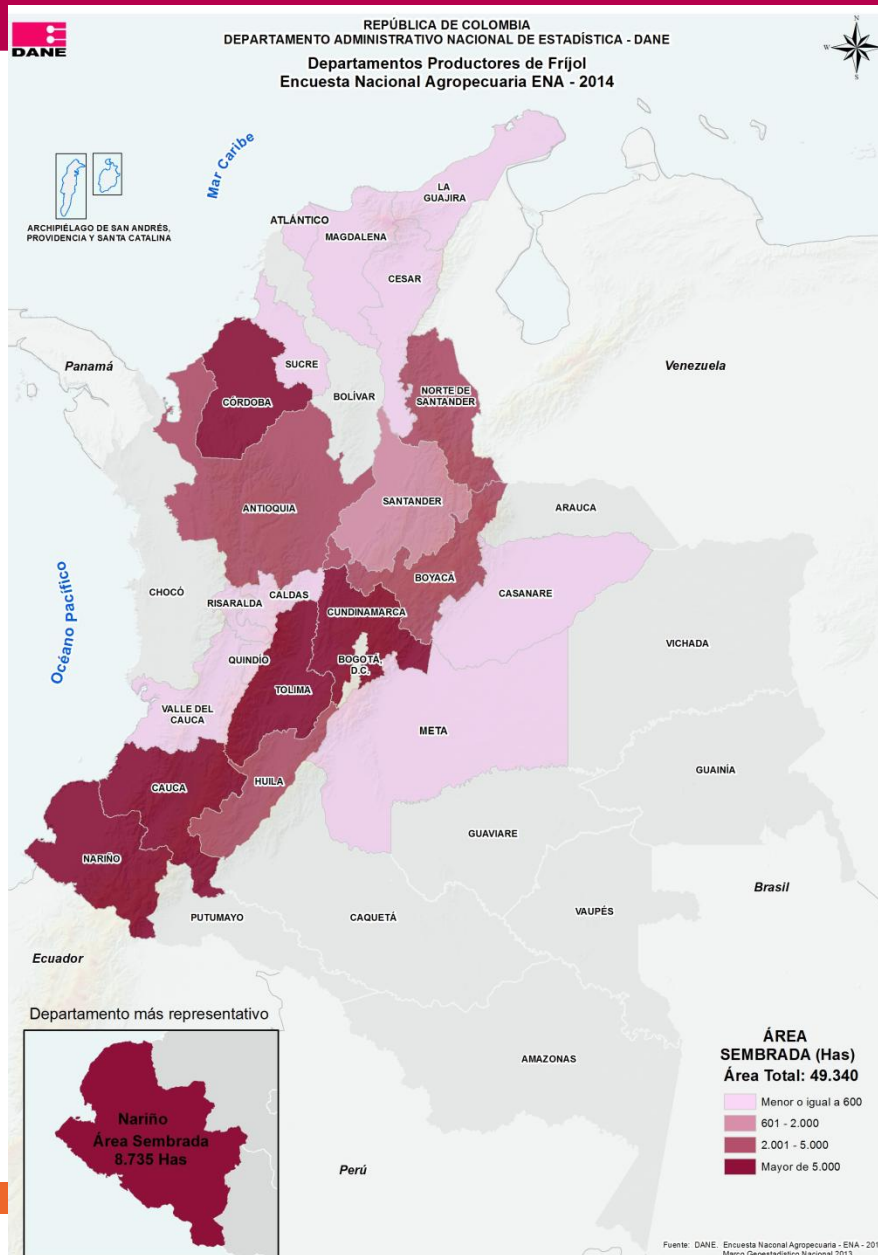 DANE
REPÚBLICA DE COLOMBIA
DEPARTAMENTO ADMINISTRATIVO NACIONAL DE ESTADÍSTICA - DANE
Departamentos Productores de Fríjol
Encuesta Nacional Agropecuaria ENA - 2014
N
W
E
S
Mar Caribe
ARCHIPIÉLAGO DE SAN ANDRÉS,
PROVIDENCIA Y SANTA CATALINA
LA
GUAJIRA
ATLÁNTICO
MAGDALENA
CESAR
SUCRE
Panamá
Venezuela
BOLÍVAR
NORTE DE
SANTANDER
CÓRDOBA
SANTANDER
ANTIOQUIA
ARAUCA
BOYACÁ
CHOCÓ
CASANARE
CALDAS
RISARALDA
CUNDINAMARCA
Océano Pacífico
VICHADA
QUINDÍO
BOGOTÁ,
D.C.
TOLIMA
VALLE DEL
CAUCA
META
GUAINÍA
HUILA
CAUCA
GUAVIARE
NARIÑO
Brasil
VAUPÉS
PUTUMAYO
CAQUETÁ
Ecuador
Departamento más representativo
AMAZONAS
Nariño
Área Sembrada
8.735 Has
Perú
ÁREA
SEMBRADA (Has)
Área Total: 49.340
Menor o igual a 600
601 - 2.000
2.001 - 5.000
Mayor de 5.000
Fuente: DANE. Encuesta Naconal Agropecuaria - ENA - 201
Marco Geoestadístico Nacional 2013